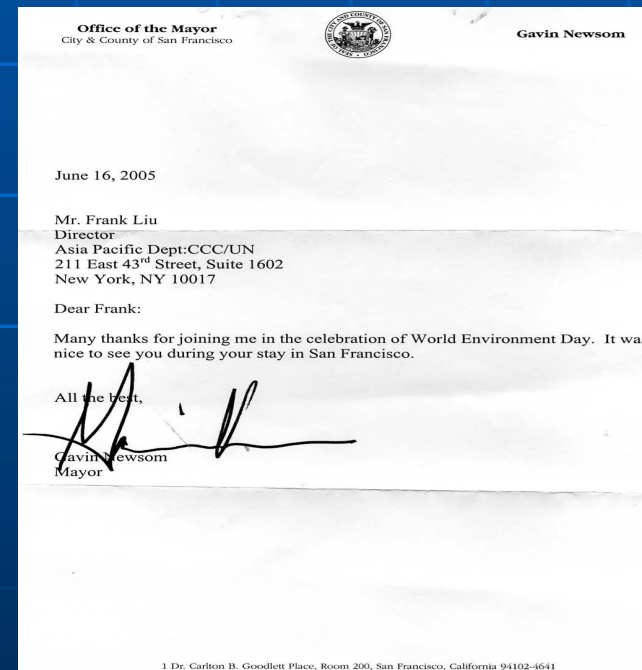 Office of the Mayor
City & County of San Francisco
Gavin Newsom
June 16, 2005
Mr. Frank Liu
Director
Asia Pacific Dept:CCC/UN
211 East 43rd Street, Suite 1602
New York, NY 10017
Dear Frank:
Many thanks for joining me in the celebration of World Environment Day. It wa
nice to see you during your stay in San Francisco.
All the best,
Gavin Newsom
Mayor
1 Dr. Carlton B. Goodlett Place, Room 200, San Francisco, California 94102-4641